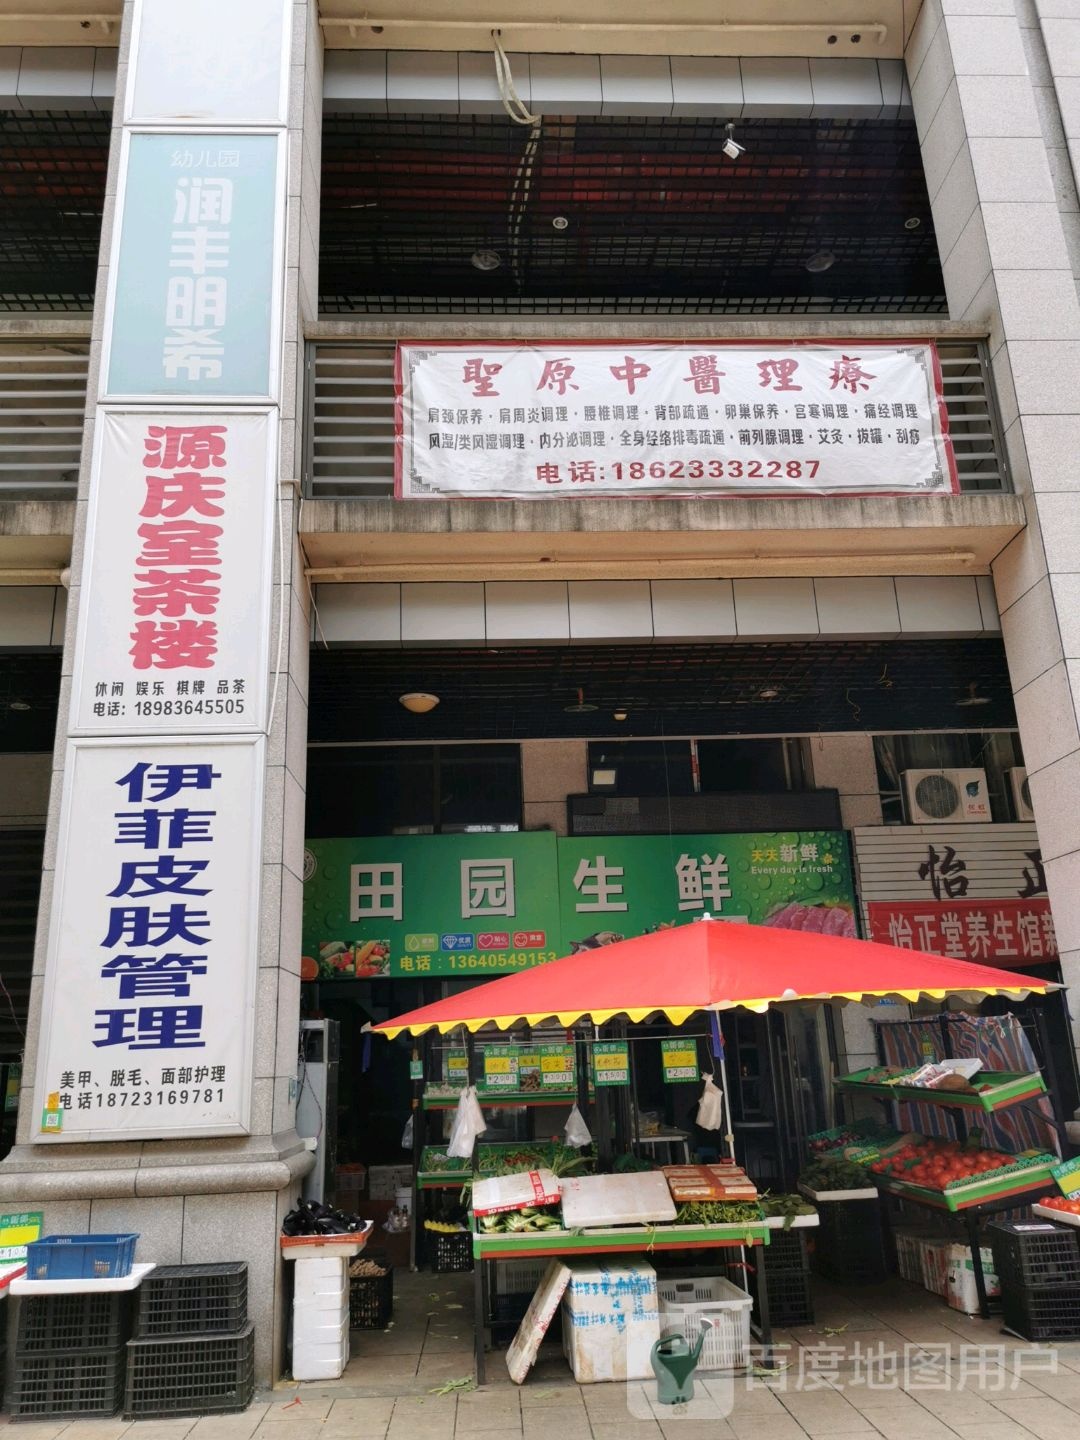 幼儿园
润丰明希
源庆室茶楼
休闲 娱乐 棋牌 品茶
电话: 18983645505
伊菲皮肤管理
美甲、脱毛、面部护理
电话18723169781
聖原中醫理療
肩颈保养·肩周炎调理·腰椎调理·背部疏通·卵巢保养·宫寒调理·痛经调理
风湿/类风湿调理·内分泌调理·全身经络排毒疏通·前列腺调理·艾灸·拔罐·刮痧
电话:18623332287
田园生鲜
天天新鲜
Every day is fresh
电话:13640549153
怡正
怡正堂养生馆新
百度地图用户